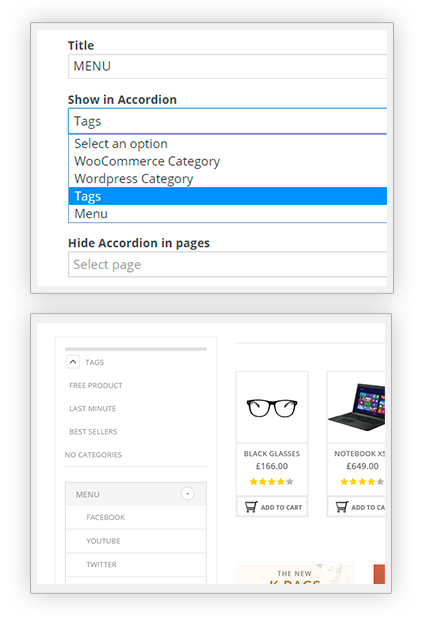 Title
MENU
Show in Accordion
Tags
Select an option
WooCommerce Category
Wordpress Category
Tags
Menu
Hide Accordion in pages
Select page
TAGS
FREE PRODUCT
LAST MINUTE
BEST SELLERS
NO CATEGORIES
MENU
FACEBOOK
YOUTUBE
TWITTER
BLACK GLASSES
£166.00
ADD TO CART
NOTEBOOK X5
£649.00
ADD TO CA
THE NEW
K-BAGS